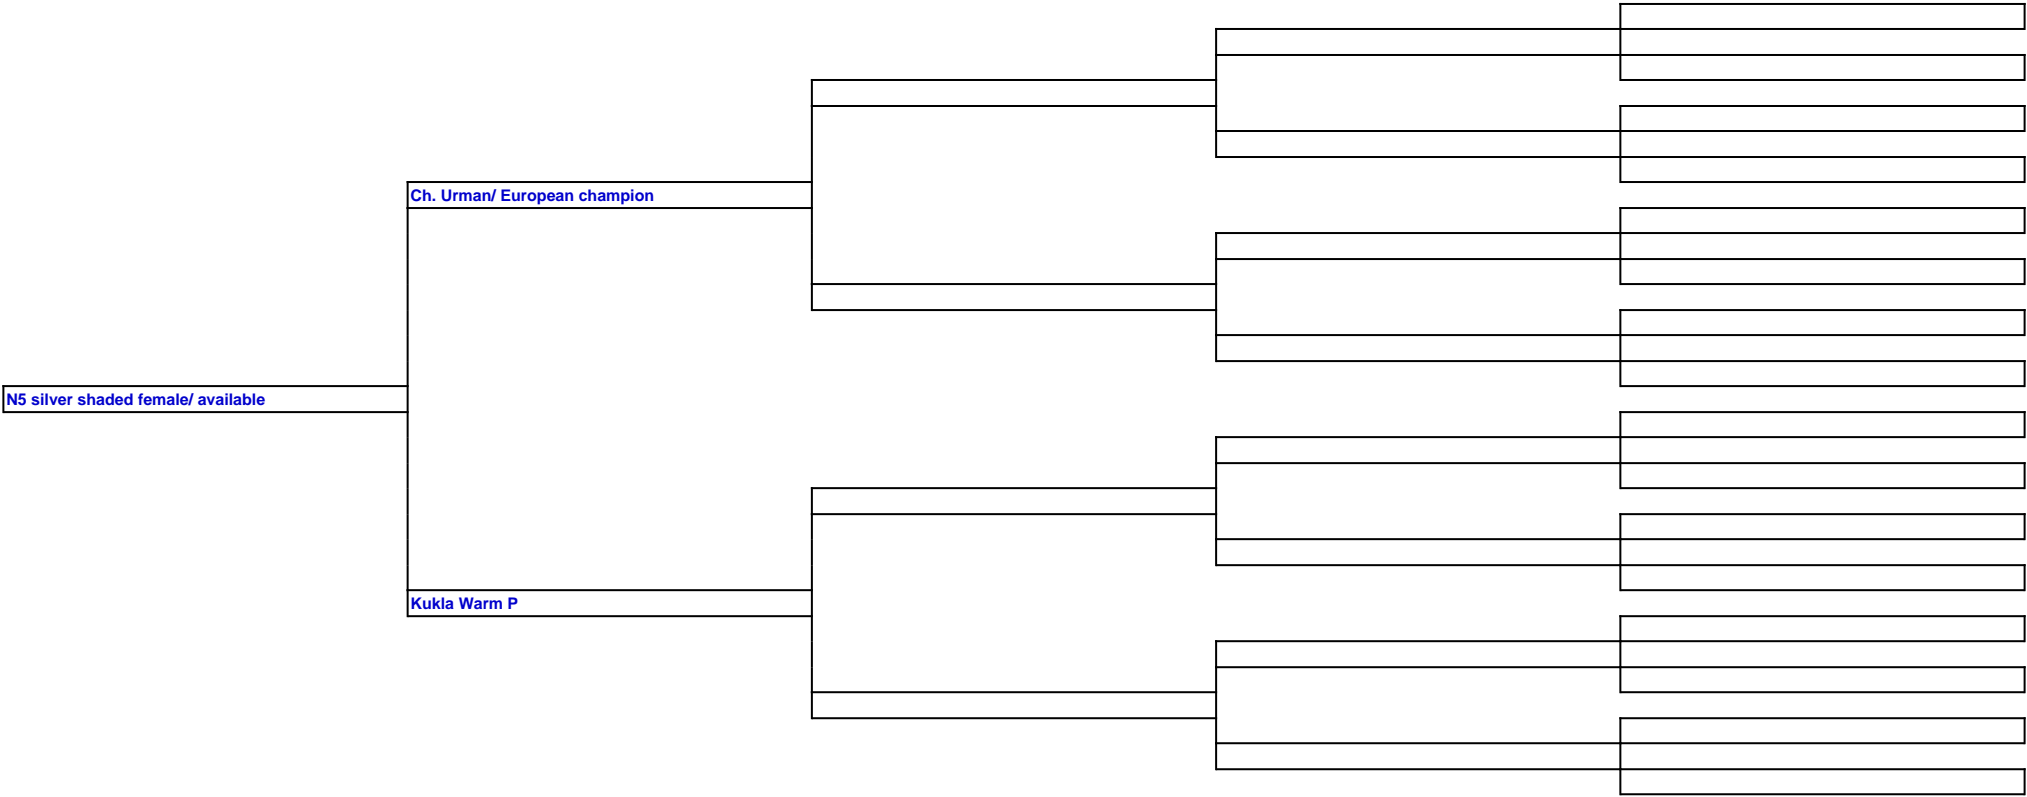 Ch. Urman/ European champion
N5 silver shaded female/ available
Kukla Warm P